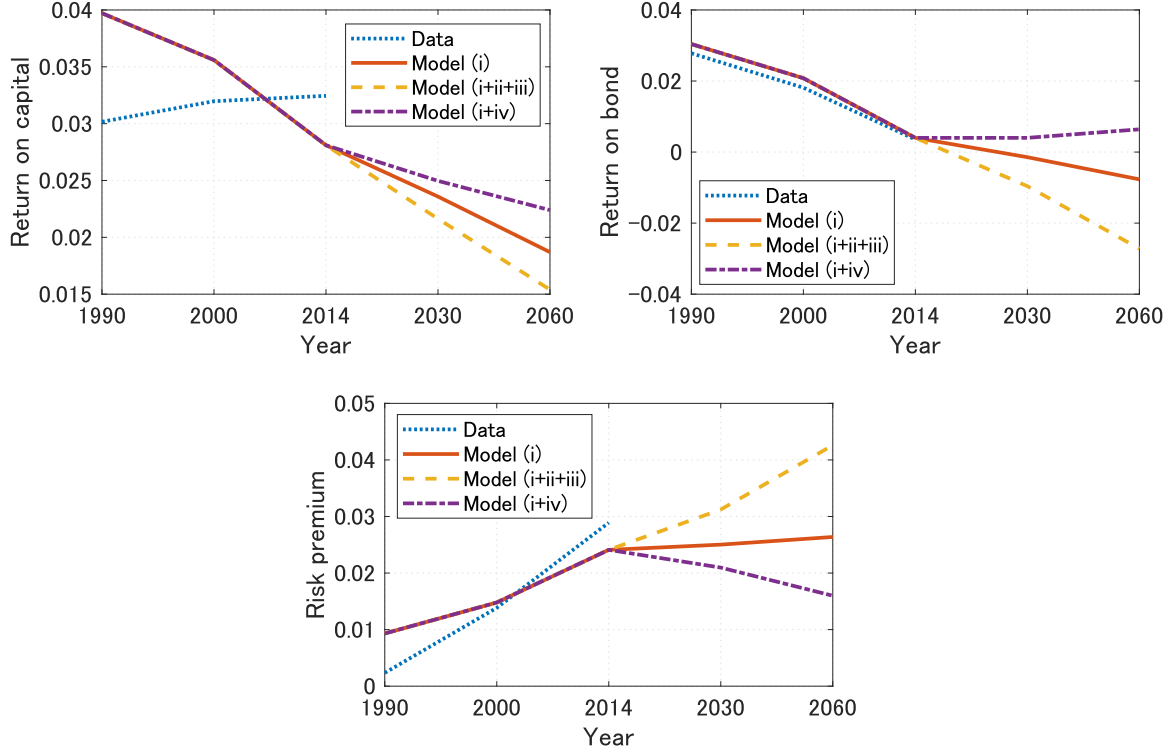 Return on capital
0.04
0.035
0.03
0.025
0.02
0.015
1990 2000 2014 2030 2060
Year
Data
Model (i)
Model (i+ii+iii)
Model (i+iv)
Return on bond
0.04
0.02
0
−0.02
−0.04
1990 2000 2014 2030 2060
Year
Data
Model (i)
Model (i+ii+iii)
Model (i+iv)
Risk premium
0.05
0.04
0.03
0.02
0.01
0
1990 2000 2014 2030 2060
Year
Data
Model (i)
Model (i+ii+iii)
Model (i+iv)